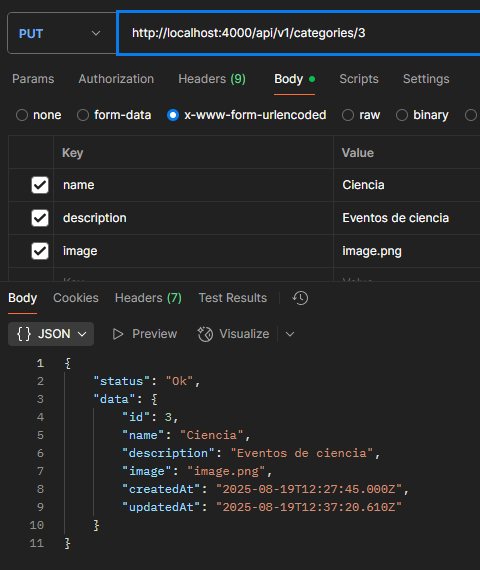 PUT http://localhost:4000/api/v1/categories/3
Params Authorization Headers (9) Body Scripts Settings
none form-data x-www-form-urlencoded raw binary
Key Value
name Ciencia
description Eventos de ciencia
image image.png
Body Cookies Headers (7) Test Results
{} JSON Preview Visualize
1 {
2 "status": "Ok",
3 "data": {
4 "id": 3,
5 "name": "Ciencia",
6 "description": "Eventos de ciencia",
7 "image": "image.png",
8 "createdAt": "2025-08-19T12:27:45.000Z",
9 "updatedAt": "2025-08-19T12:37:20.610Z"
10 }
11 }